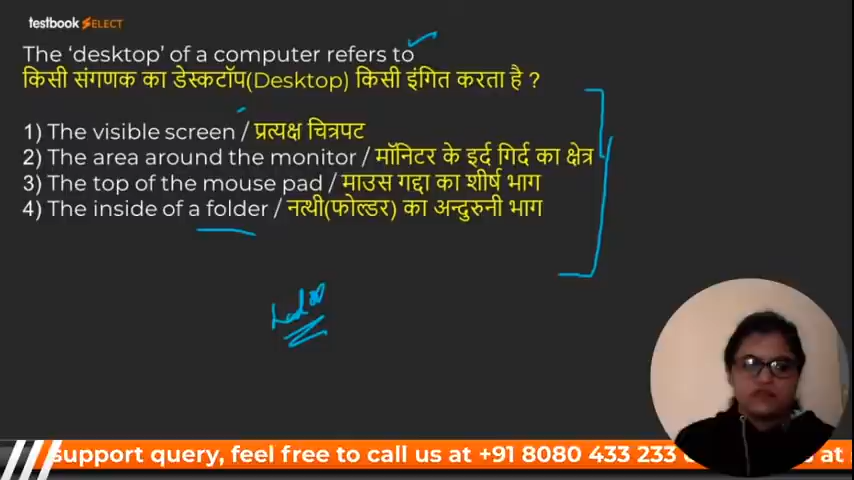 testbook SELECT
The 'desktop' of a computer refers to
किसी संगणक का डेस्कटॉप(Desktop) किसी इंगित करता है ?
1) The visible screen / प्रत्यक्ष चित्रपट
2) The area around the monitor / मॉनिटर के इर्द गिर्द का क्षेत्र
3) The top of the mouse pad / माउस गद्दा का शीर्ष भाग
4) The inside of a folder / नत्थी(फोल्डर) का अन्दुरुनी भाग
support query, feel free to call us at +91 8080 433 233 at